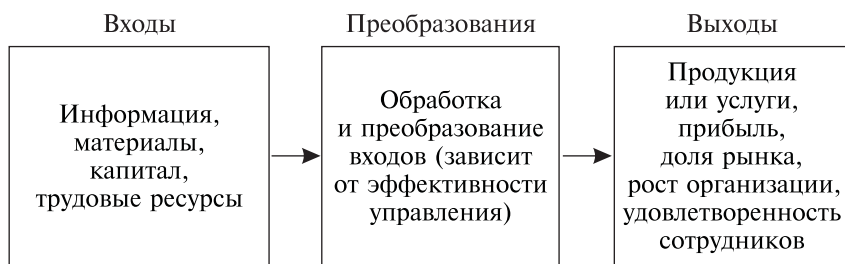 Входы
Преобразования
Выходы
Информация,
материалы,
капитал,
трудовые ресурсы
Обработка
и преобразование
входов (зависит
от эффективности
управления)
Продукция
или услуги,
прибыль,
доля рынка,
рост организации,
удовлетворенность
сотрудников